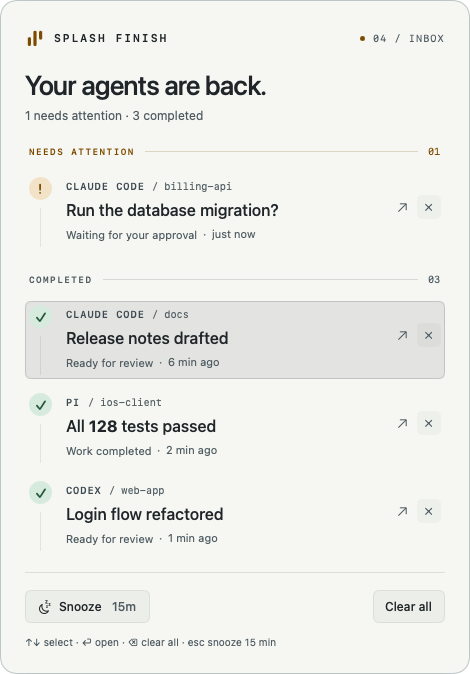 SPLASH FINISH
04 / INBOX
Your agents are back.
1 needs attention · 3 completed
NEEDS ATTENTION 01
CLAUDE CODE / billing-api
Run the database migration?
Waiting for your approval · just now
COMPLETED 03
CLAUDE CODE / docs
Release notes drafted
Ready for review · 6 min ago
PI / ios-client
All 128 tests passed
Work completed · 2 min ago
CODEX / web-app
Login flow refactored
Ready for review · 1 min ago
Snooze 15m
Clear all
↑↓ select · ↩ open · ⌫ clear all · esc snooze 15 min